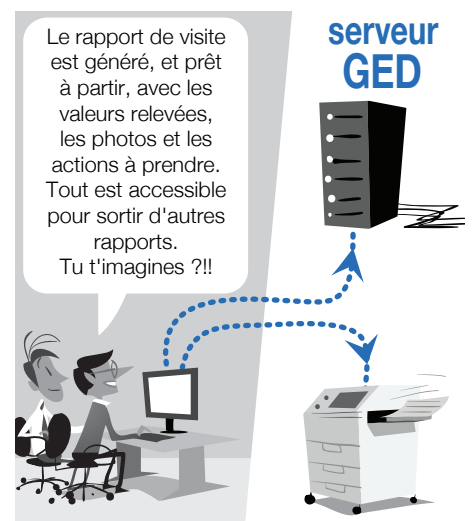 Le rapport de visite
est généré, et prêt
à partir, avec les
valeurs relevées,
les photos et les
actions à prendre.
Tout est accessible
pour sortir d'autres
rapports.
Tu t'imagines ?!!
serveur
GED